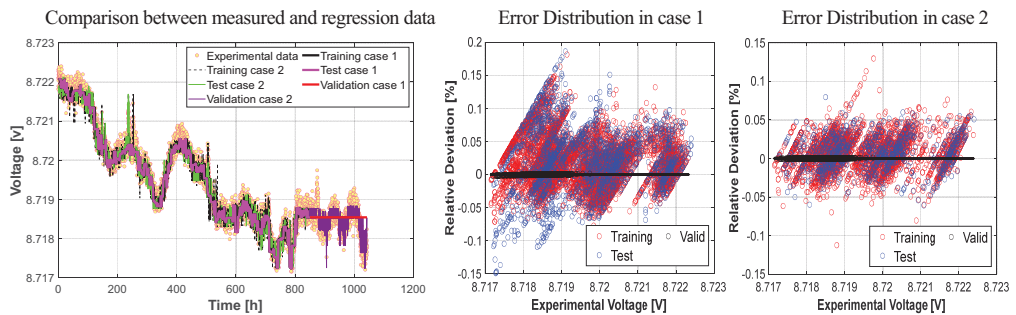 Comparison between measured and regression data
8.723
8.722
8.721
8.72
8.719
8.718
8.717
Voltage [v]
0
200
400
600
800
1000
1200
Time [h]
Experimental data
Training case 1
Training case 2
Test case 1
Test case 2
Validation case 1
Validation case 2
Error Distribution in case 1
0.2
0.15
0.1
0.05
0
-0.05
-0.1
-0.15
Relative Deviation [%]
8.717
8.718
8.719
8.72
8.721
8.722
8.723
Experimental Voltage [V]
Training
Valid
Test
Error Distribution in case 2
0.15
0.1
0.05
0
-0.05
-0.1
-0.15
Relative Deviation [%]
8.717
8.718
8.719
8.72
8.721
8.722
8.723
Experimental Voltage [V]
Training
Valid
Test